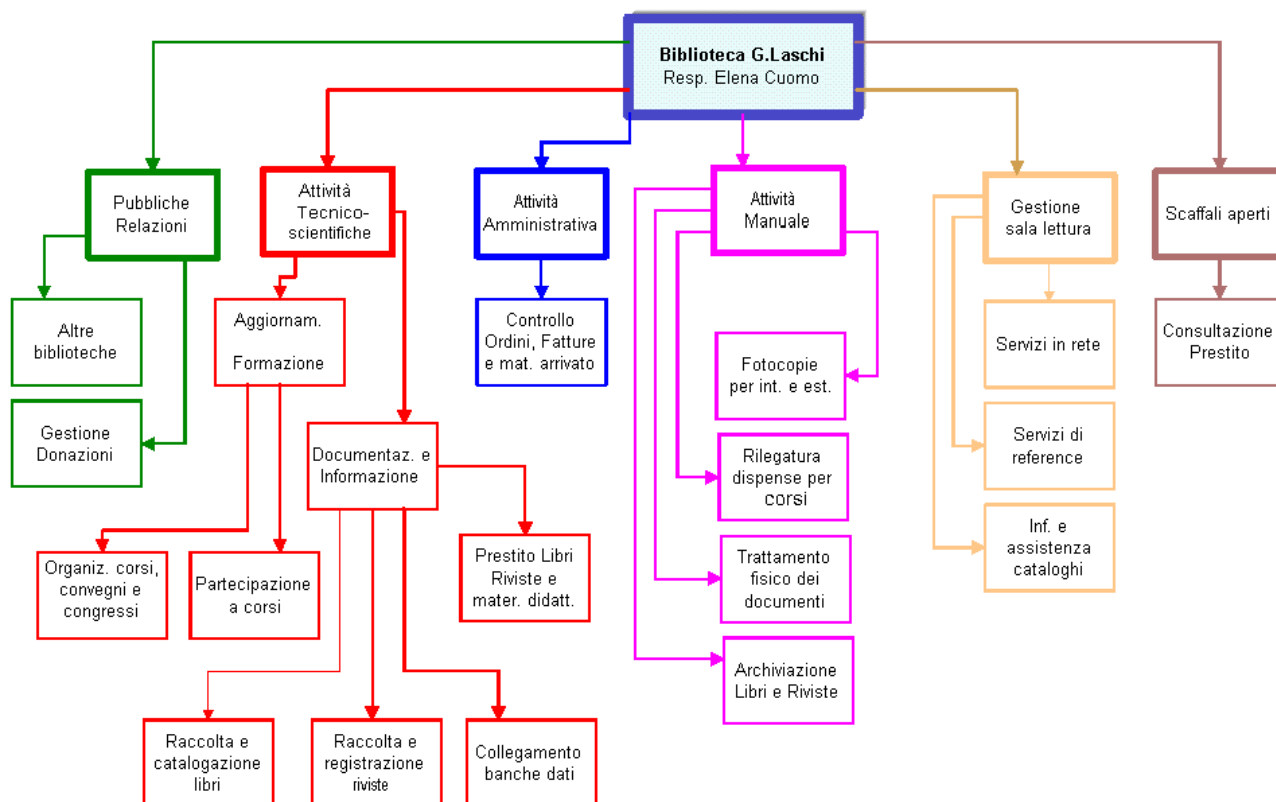 Biblioteca G.Laschi
Resp. Elena Cuomo
Pubbliche
Relazioni
Attività
Tecnico-
scientifiche
Attività
Amministrativa
Attività
Manuale
Gestione
sala lettura
Scaffali aperti
Altre
biblioteche
Gestione
Donazioni
Aggiornam.
Formazione
Controllo
Ordini, Fatture
e mat. arrivato
Fotocopie
per int. e est.
Servizi in rete
Consultazione
Prestito
Documentaz. e
Informazione
Rilegatura
dispense per
corsi
Servizi di
reference
Organiz. corsi,
convegni e
congressi
Partecipazione
a corsi
Prestito Libri
Riviste e
mater. didatt.
Trattamento
fisico dei
documenti
Inf. e
assistenza
cataloghi
Archiviazione
Libri e Riviste
Raccolta e
catalogazione
libri
Raccolta e
registrazione
riviste
Collegamento
banche dati